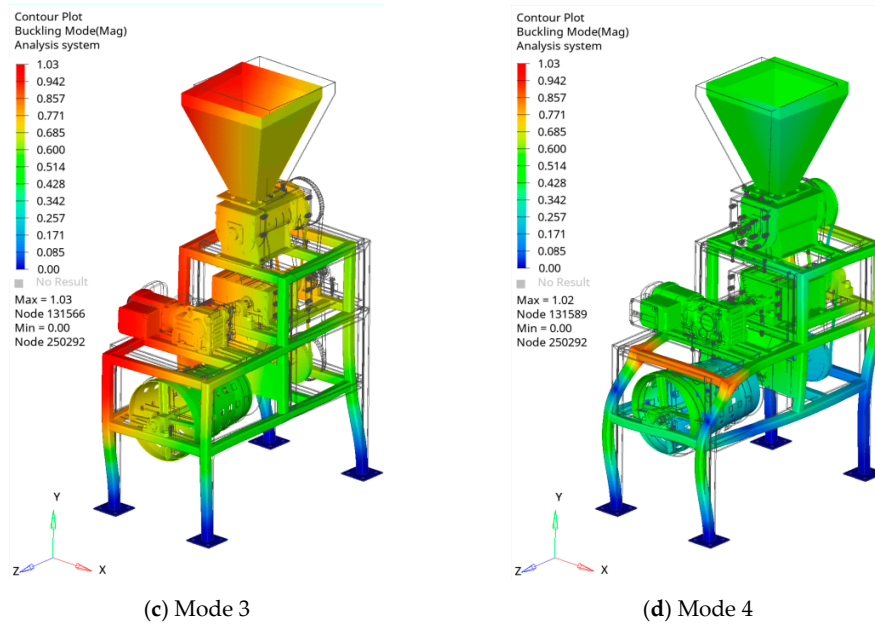 Contour Plot
Buckling Mode(Mag)
Analysis system
1.03
0.942
0.857
0.771
0.685
0.600
0.514
0.428
0.342
0.257
0.171
0.085
0.00
No Result
Max = 1.03
Node 131566
Min = 0.00
Node 250292
Y
Z
X
(c) Mode 3
Contour Plot
Buckling Mode(Mag)
Analysis system
1.03
0.942
0.857
0.771
0.685
0.600
0.514
0.428
0.342
0.257
0.171
0.085
0.00
No Result
Max = 1.02
Node 131589
Min = 0.00
Node 250292
Y
Z
X
(d) Mode 4